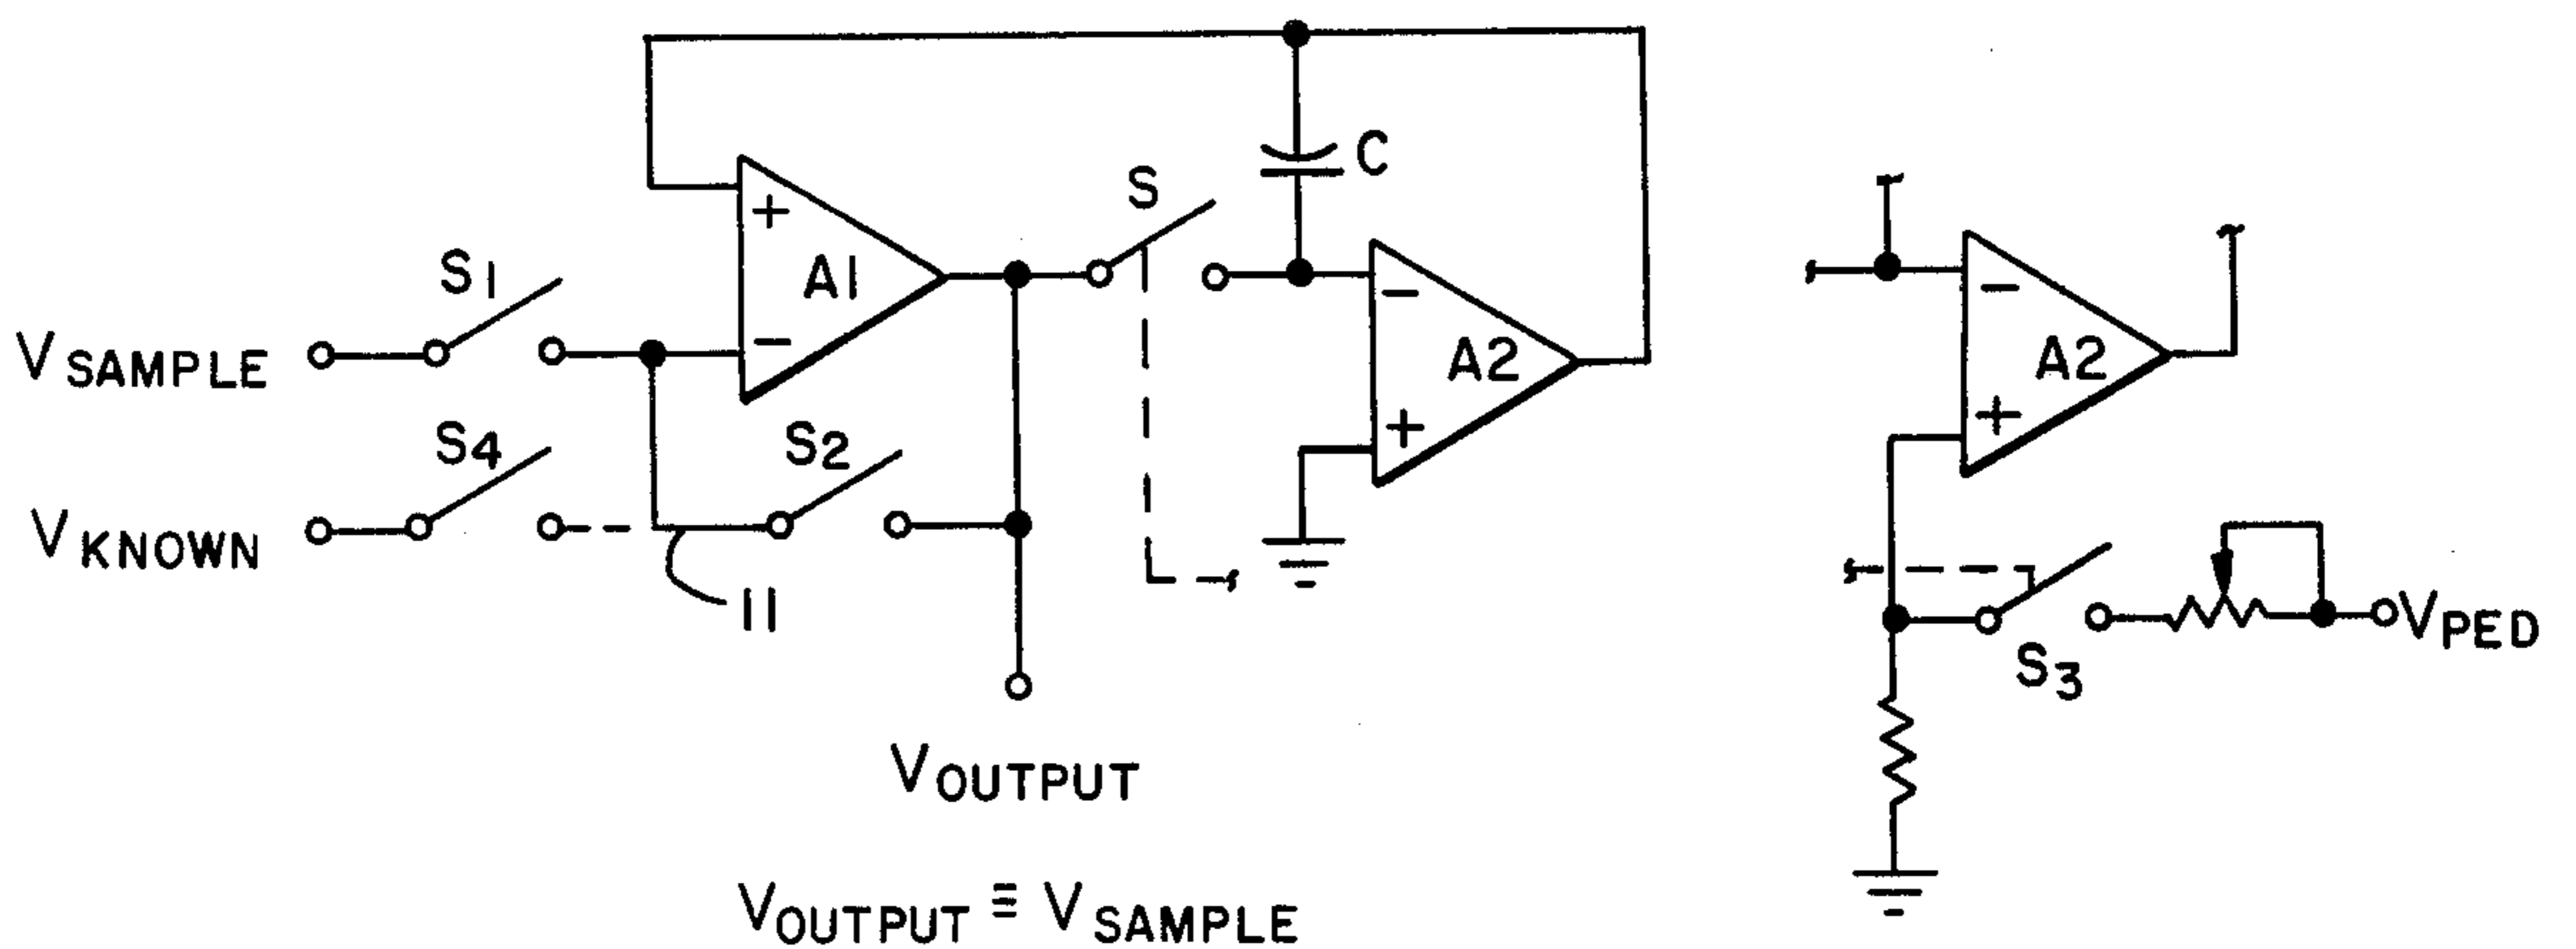 C
S
+
A1
−
S1
VSAMPLE
S4
VKNOWN
S2
11
−
A2
+
VOUTPUT
VOUTPUT ≡ VSAMPLE
−
A2
+
S3
VPED